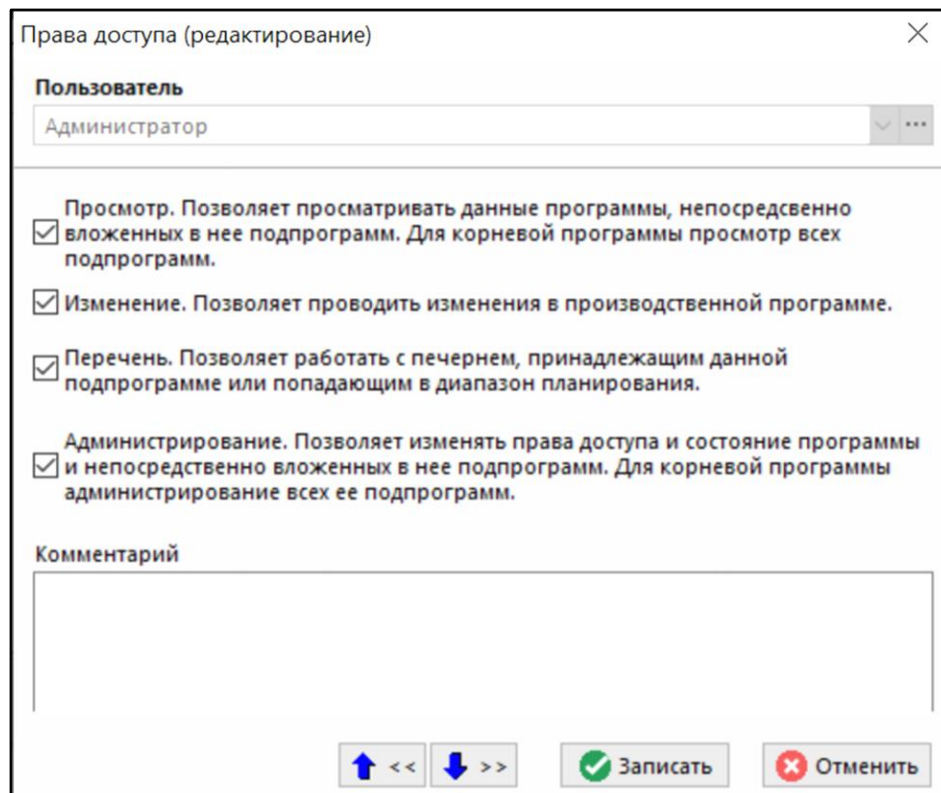 Права доступа (редактирование)
Пользователь
Администратор
Просмотр. Позволяет просматривать данные программы, непосредсвенно
вложенных в нее подпрограмм. Для корневой программы просмотр всех
подпрограмм.
Изменение. Позволяет проводить изменения в производственной программе.
Перечень. Позволяет работать с печернем, принадлежащим данной
подпрограмме или попадающим в диапазон планирования.
Администрирование. Позволяет изменять права доступа и состояние программы
и непосредственно вложенных в нее подпрограмм. Для корневой программы
администрирование всех ее подпрограмм.
Комментарий
<< >> Записать Отменить